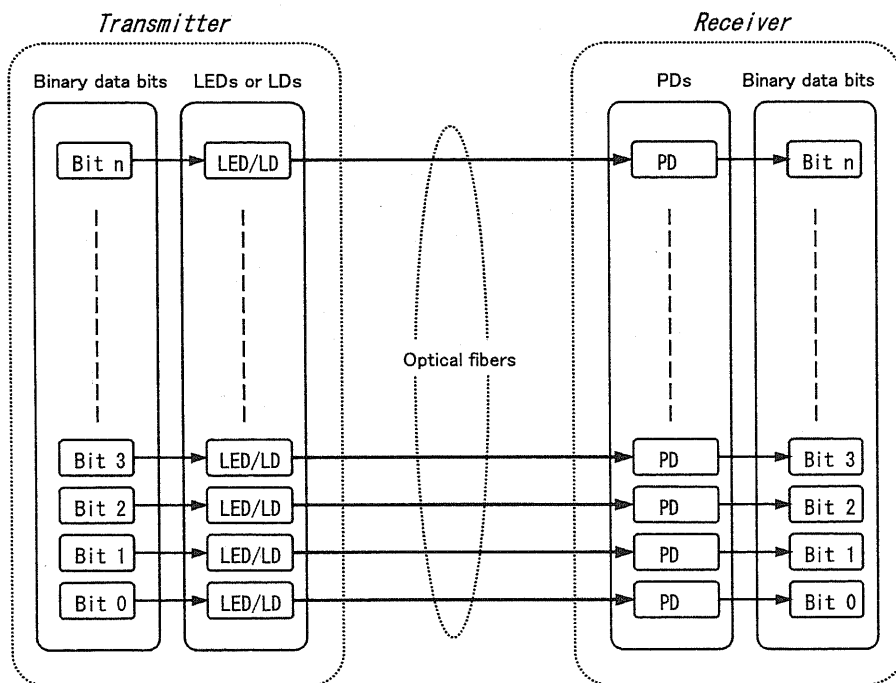 Transmitter
Receiver
Binary data bits
LEDs or LDs
PDs
Binary data bits
Bit n
LED/LD
PD
Bit n
Optical fibers
Bit 3
LED/LD
PD
Bit 3
Bit 2
LED/LD
PD
Bit 2
Bit 1
LED/LD
PD
Bit 1
Bit 0
LED/LD
PD
Bit 0